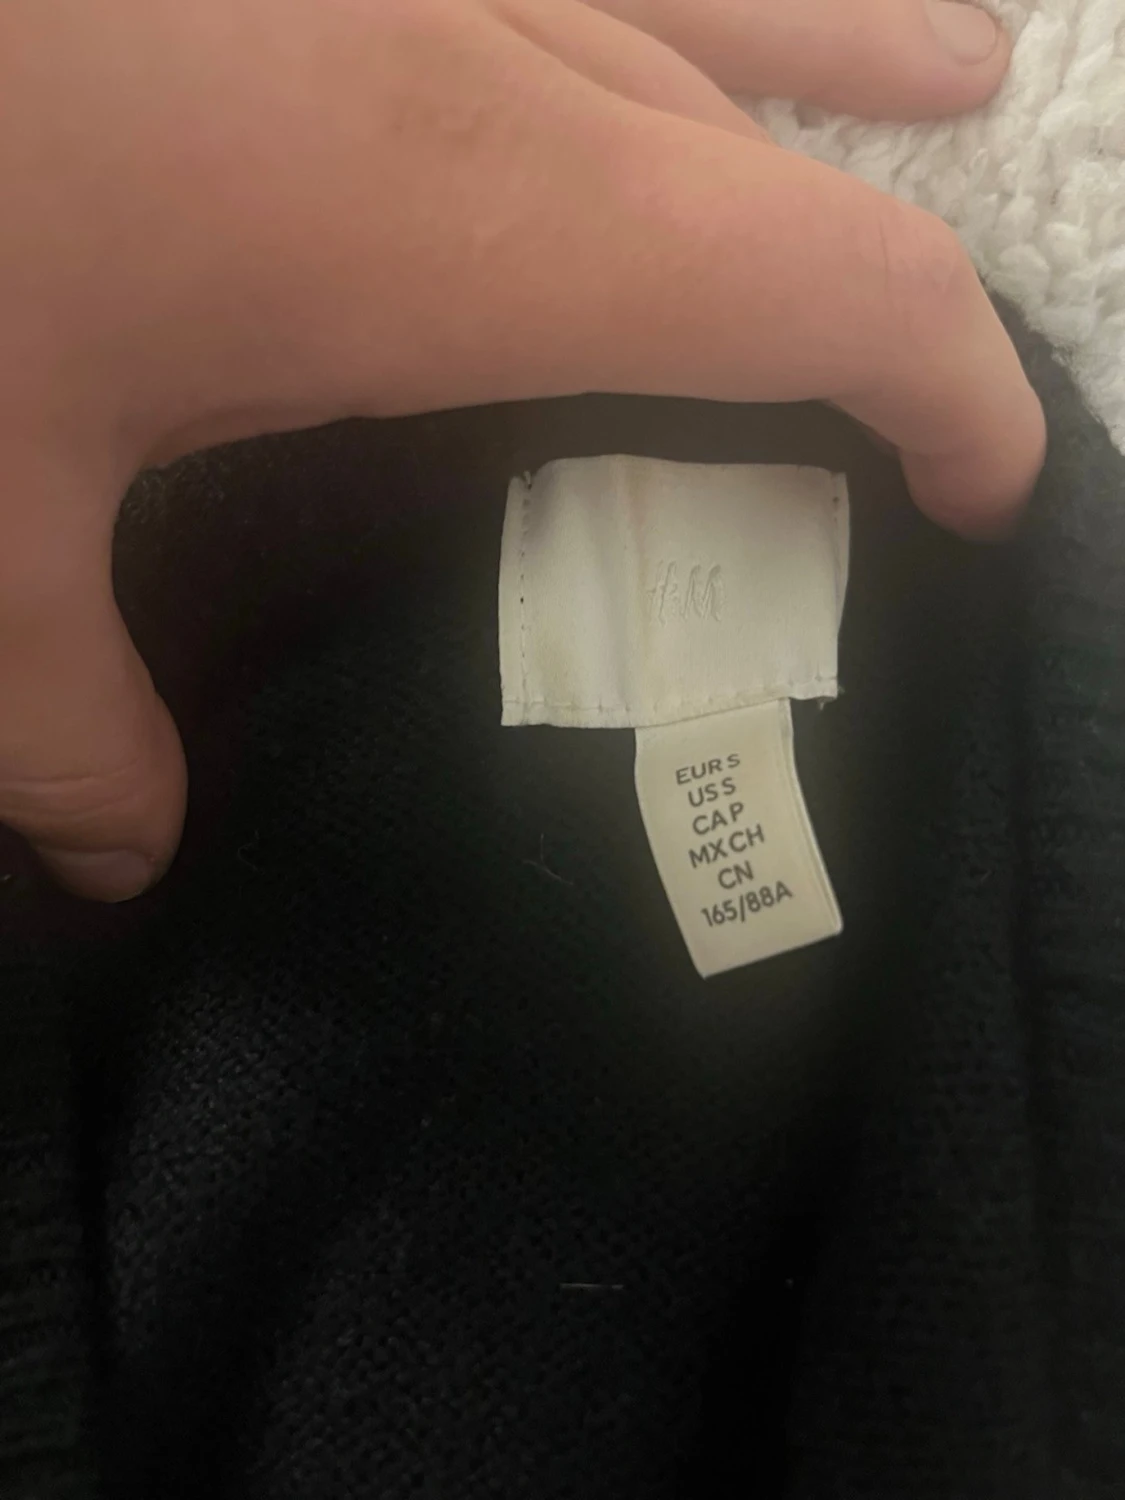 H&M
EUR S
US S
CA P
MX CH
CN
165/88A